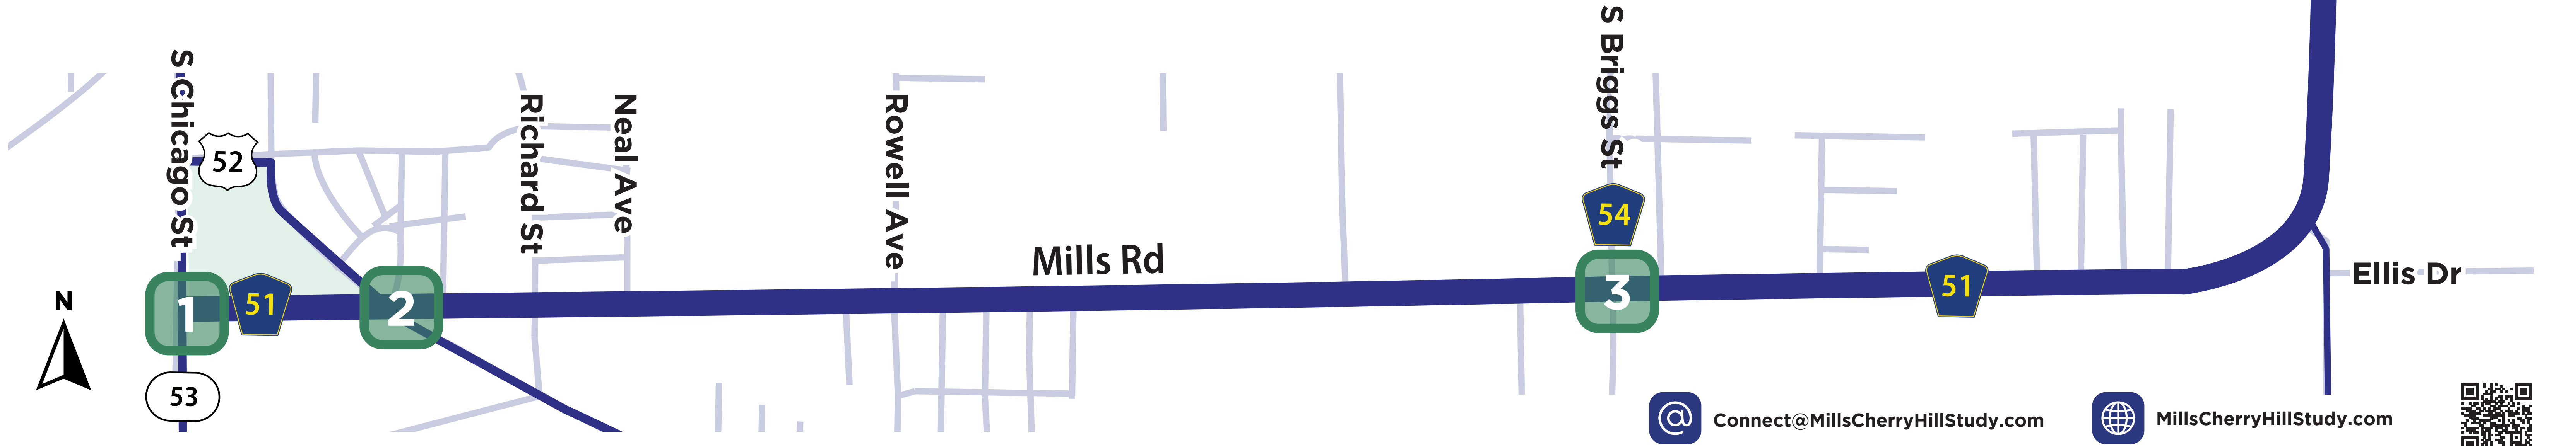 S Chicago St
52
Richard St
Neal Ave
Rowell Ave
Mills Rd
S Briggs St
54
N
1
51
2
3
51
Ellis Dr
53
@ Connect@MillsCherryHillStudy.com
MillsCherryHillStudy.com